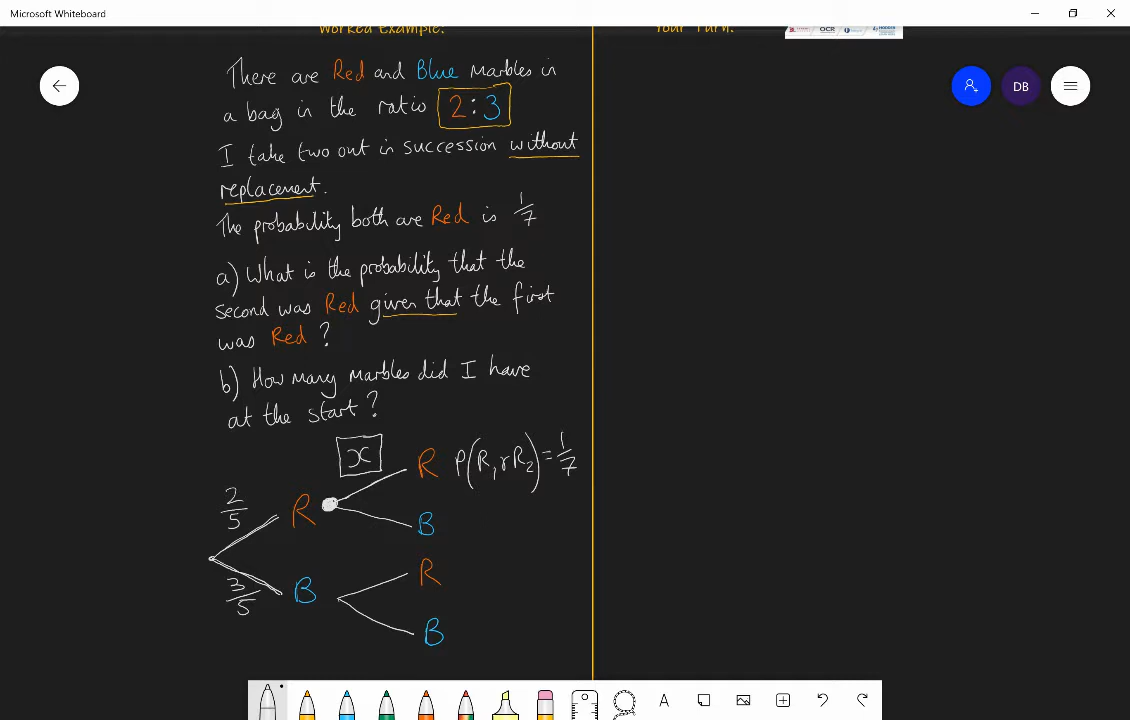 Microsoft Whiteboard
Worked Example:
Your Turn:
OCR
DB
There are Red and Blue Marbles in
a bag in the ratio 2:3
I take two out in succession without
replacement.
The probability both are Red is 1/7
a) What is the probability that the
second was Red given that the first
was Red?
b) How many marbles did I have
at the start?
x
R
P(R₁ r R₂) = 1/7
2/5
R
B
3/5
B
R
B
A